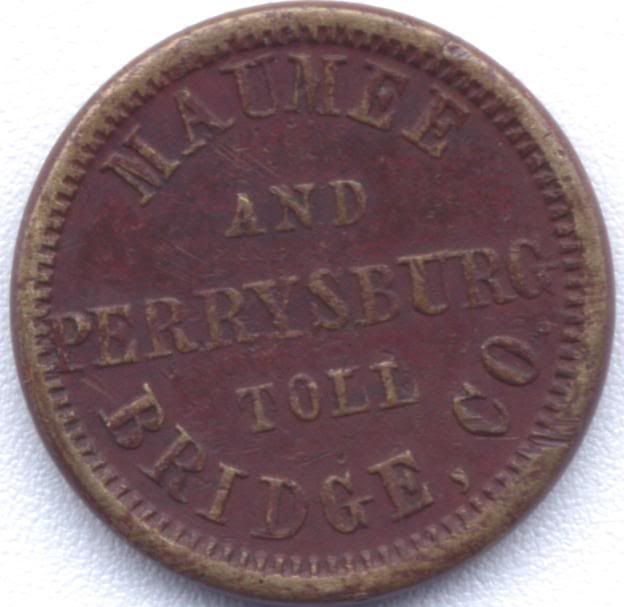 MAUMEE
AND
PERRYSBURG
TOLL
BRIDGE, CO.